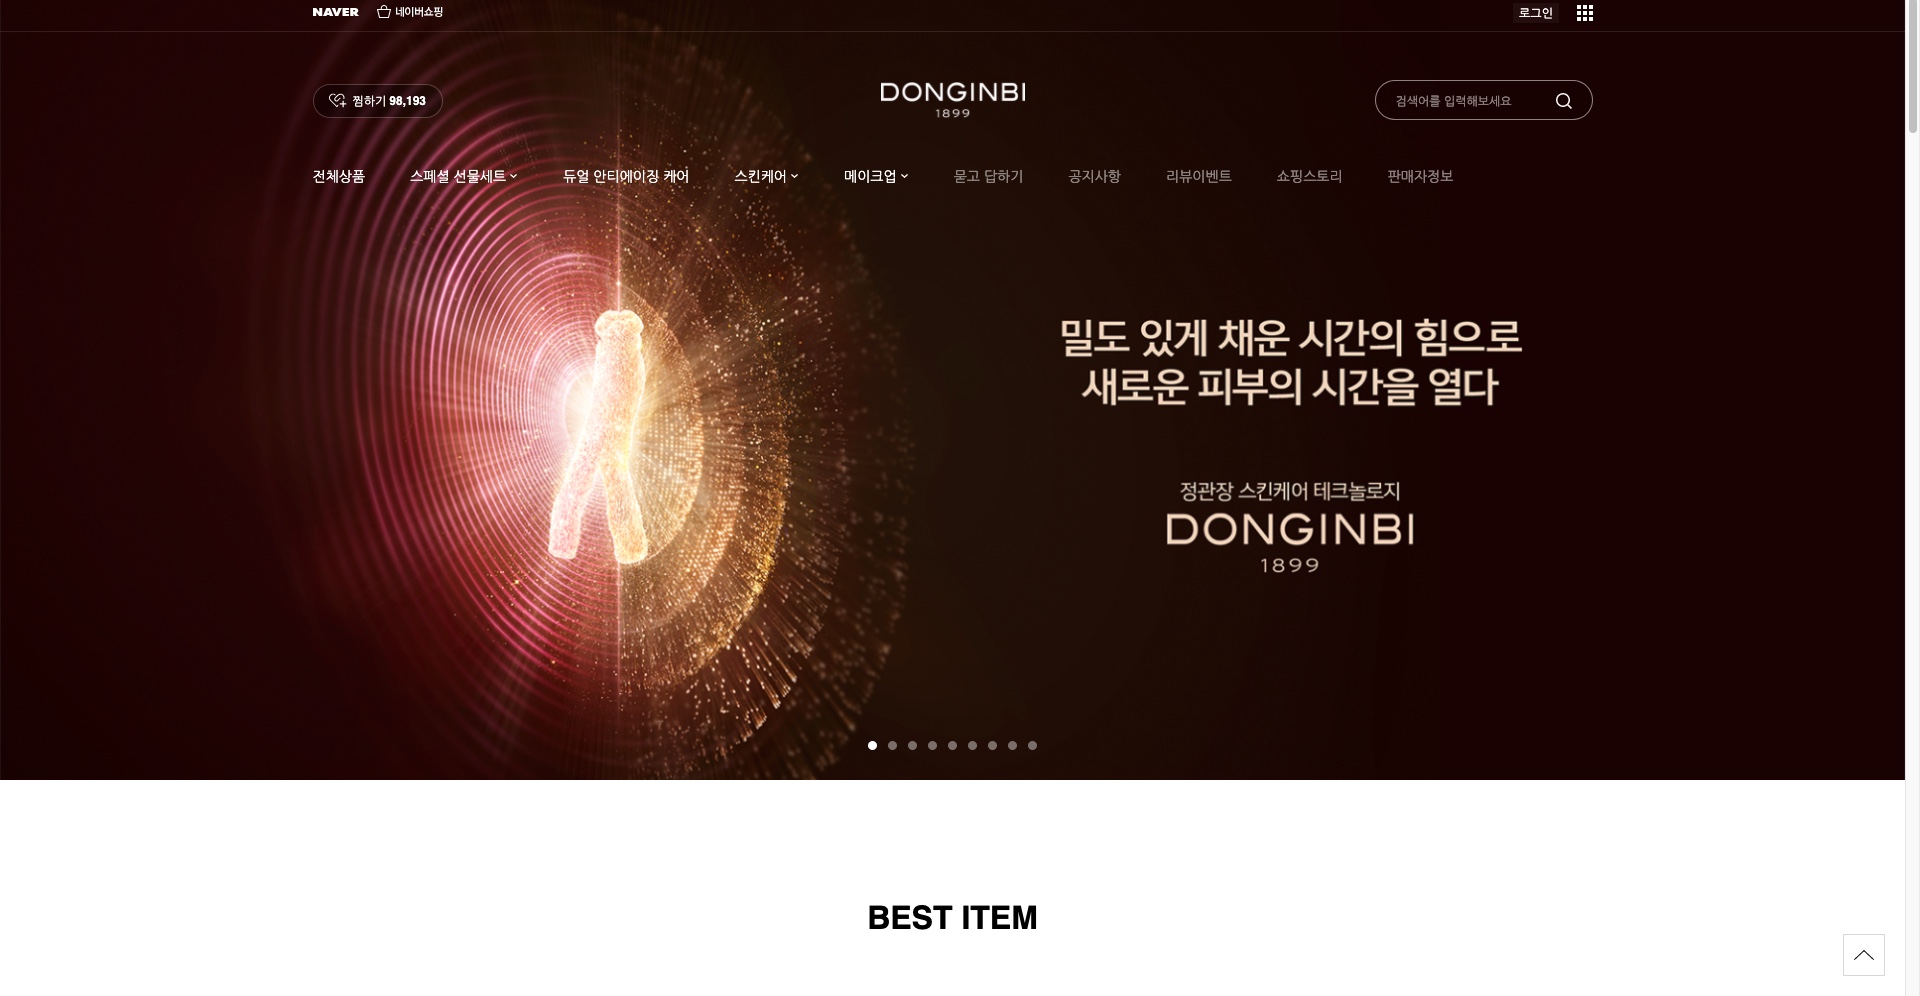 NAVER 네이버쇼핑 로그인
찜하기 98,193
DONGINBI
1899
검색어를 입력해보세요
전체상품 스페셜 선물세트 듀얼 안티에이징 케어 스킨케어 메이크업 묻고 답하기 공지사항 리뷰이벤트 쇼핑스토리 판매자정보
밀도 있게 채운 시간의 힘으로
새로운 피부의 시간을 열다
정관장 스킨케어 테크놀로지
DONGINBI
1899
BEST ITEM